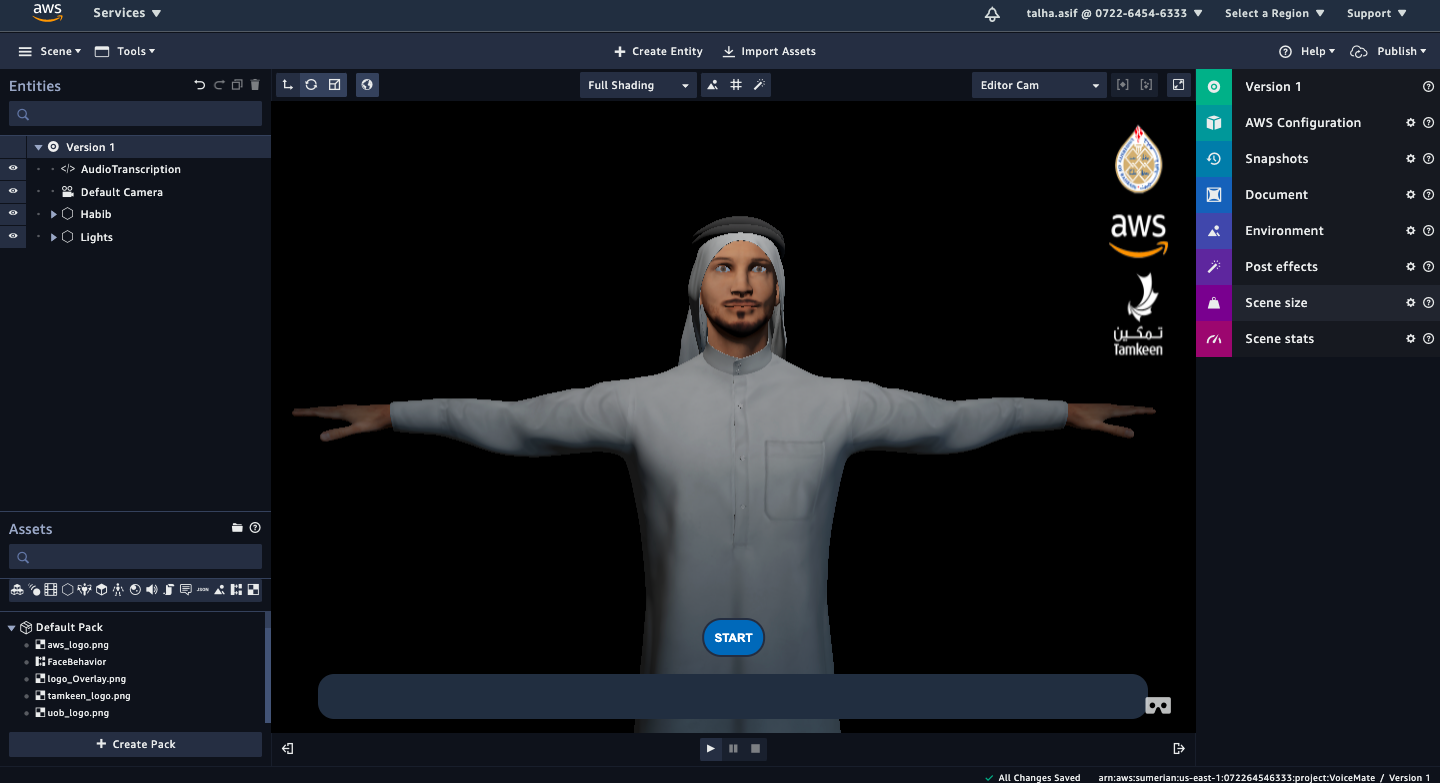 aws
Services
talha.asif @ 0722-6454-6333
Select a Region
Support
Scene
Tools
Create Entity
Import Assets
Help
Publish
Entities
Full Shading
Editor Cam
Version 1
AudioTranscription
Default Camera
Habib
Lights
Version 1
AWS Configuration
Snapshots
Document
Environment
Post effects
Scene size
Scene stats
aws
تمكين
Tamkeen
START
Assets
JSON
Default Pack
aws_logo.png
FaceBehavior
logo_Overlay.png
tamkeen_logo.png
uob_logo.png
Create Pack
All Changes Saved
arn:aws:sumerian:us-east-1:072264546333:project:VoiceMate / Version 1